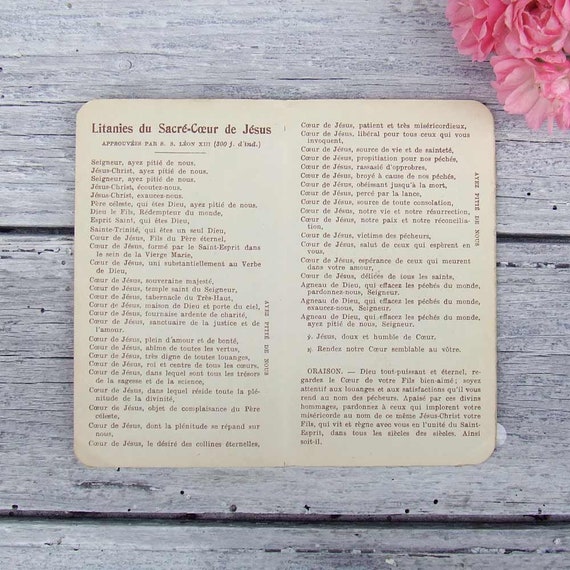 Litanies du Sacré-Cœur de Jésus
APPROUVÉES PAR S. S. LÉON XIII (300 j. d'ind.)
Seigneur, ayez pitié de nous.
Jésus-Christ, ayez pitié de nous.
Seigneur, ayez pitié de nous.
Jésus-Christ, écoutez-nous.
Jésus-Christ, exaucez-nous.
Père céleste, qui êtes Dieu, ayez pitié de nous.
Dieu le Fils, Rédempteur du monde,
Esprit Saint, qui êtes Dieu,
Sainte-Trinité, qui êtes un seul Dieu,
Cœur de Jésus, Fils du Père éternel,
Cœur de Jésus, formé par le Saint-Esprit dans
le sein de la Vierge Marie,
Cœur de Jésus, uni substantiellement au Verbe
de Dieu,
Cœur de Jésus, souveraine majesté,
Cœur de Jésus, temple saint du Seigneur,
Cœur de Jésus, tabernacle du Très-Haut,
Cœur de Jésus, maison de Dieu et porte du ciel,
Cœur de Jésus, fournaise ardente de charité,
Cœur de Jésus, sanctuaire de la justice et de
l'amour.
Cœur de Jésus, plein d'amour et de bonté,
Cœur de Jésus, abîme de toutes les vertus,
Cœur de Jésus, très digne de toutes louanges,
Cœur de Jésus, roi et centre de tous les cœurs,
Cœur de Jésus, dans lequel sont tous les trésors
de la sagesse et de la science,
Cœur de Jésus, dans lequel réside toute la plé-
nitude de la divinité,
Cœur de Jésus, objet de complaisance du Père
céleste,
Cœur de Jésus, dont la plénitude se répand sur
nous,
Cœur de Jésus, le désiré des collines éternelles,
AYEZ PITIÉ DE NOUS
Cœur de Jésus, patient et très miséricordieux,
Cœur de Jésus, libéral pour tous ceux qui vous
invoquent,
Cœur de Jésus, source de vie et de sainteté,
Cœur de Jésus, propitiation pour nos péchés,
Cœur de Jésus, rassasié d'opprobres,
Cœur de Jésus, broyé à cause de nos péchés,
Cœur de Jésus, obéissant jusqu'à la mort,
Cœur de Jésus, percé par la lance,
Cœur de Jésus, source de toute consolation,
Cœur de Jésus, notre vie et notre résurrection,
Cœur de Jésus, notre paix et notre réconcilia-
tion,
Cœur de Jésus, victime des pécheurs,
Cœur de Jésus, salut de ceux qui espèrent en
vous,
Cœur de Jésus, espérance de ceux qui meurent
dans votre amour,
Cœur de Jésus, délices de tous les saints,
Agneau de Dieu, qui effacez les péchés du monde,
pardonnez-nous, Seigneur.
Agneau de Dieu, qui effacez les péchés du monde,
exaucez-nous, Seigneur.
Agneau de Dieu, qui effacez les péchés du monde,
ayez pitié de nous, Seigneur.
℣. Jésus, doux et humble de Cœur,
℟. Rendez notre Cœur semblable au vôtre.
AYEZ PITIÉ DE NOUS
ORAISON. — Dieu tout-puissant et éternel, re-
gardez le Cœur de votre Fils bien-aimé; soyez
attentif aux louanges et aux satisfactions qu'il vous
rend au nom des pécheurs. Apaisé par ces divins
hommages, pardonnez à ceux qui implorent votre
miséricorde au nom de ce même Jésus-Christ votre
Fils, qui vit et règne avec vous en l'unité du Saint-
Esprit, dans tous les siècles des siècles. Ainsi
soit-il.